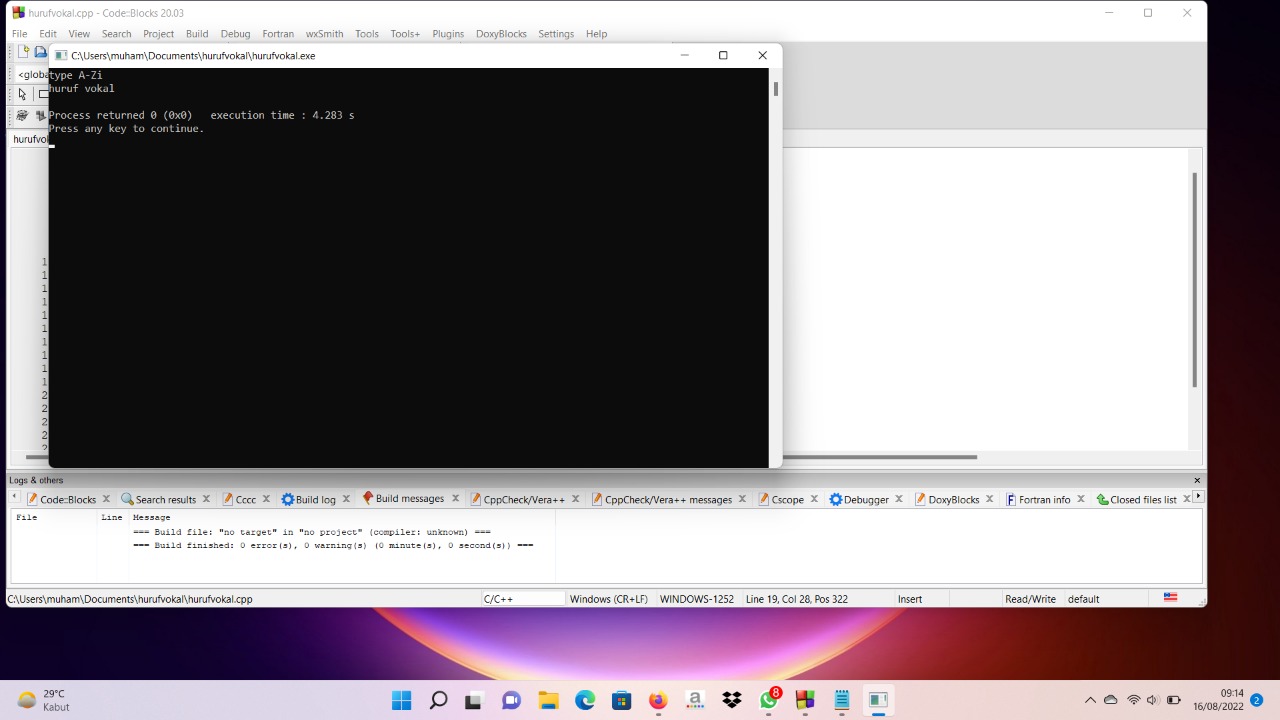 hurufvokal.cpp - Code::Blocks 20.03
File Edit View Search Project Build Debug Fortran wxSmith Tools Tools+ Plugins DoxyBlocks Settings Help
C:\Users\muham\Documents\hurufvokal\hurufvokal.exe
<globa
type A-Zi
huruf vokal
Process returned 0 (0x0)   execution time : 4.283 s
Press any key to continue.
hurufvo
1
1
1
1
1
1
1
1
1
1
2
2
2
2
2
Logs & others
Code::Blocks Search results Cccc Build log Build messages CppCheck/Vera++ CppCheck/Vera++ messages Cscope Debugger DoxyBlocks Fortran info Closed files list
File Line Message
=== Build file: "no target" in "no project" (compiler: unknown) ===
=== Build finished: 0 error(s), 0 warning(s) (0 minute(s), 0 second(s)) ===
C:\Users\muham\Documents\hurufvokal\hurufvokal.cpp C/C++ Windows (CR+LF) WINDOWS-1252 Line 19, Col 28, Pos 322 Insert Read/Write default
29°C
Kabut
8
09:14
16/08/2022
2